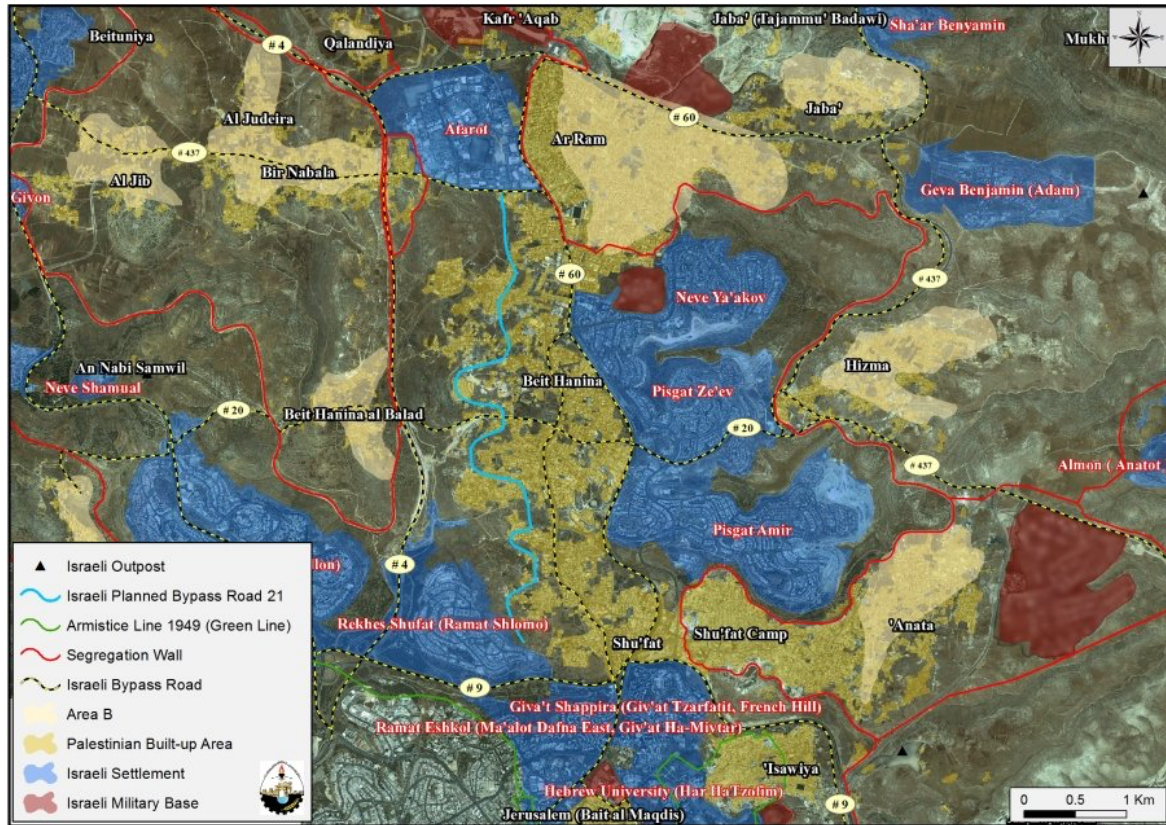 Kafr 'Aqab
Jaba' (Tajammu' Badawi)
Sha'ar Benyamin
Beituniya
# 4
Qalandiya
Al Judeira
Atarot
Ar Ram
# 60
Jaba'
# 437
Bir Nabala
Al Jib
Givon
Geva Benjamin (Adam)
# 60
Neve Ya'akov
# 437
An Nabi Samwil
Neve Shamual
Beit Hanina
Pisgat Ze'ev
Hizma
# 20
Beit Hanina al Balad
# 20
# 437
Almon ( Anatot
Pisgat Amir
# 4
Rekhes Shufat (Ramat Shlomo)
Shu'fat
Shu'fat Camp
'Anata
# 9
Giva't Shappira (Giv'at Tzarfatit, French Hill)
Ramat Eshkol (Ma'alot Dafna East, Giv'at Ha-Mivtar)
'Isawiya
Hebrew University (Har HaTzofim)
# 9
Jerusalem (Bait al Maqdis)
Israeli Outpost
Israeli Planned Bypass Road 21
Armistice Line 1949 (Green Line)
Segregation Wall
Israeli Bypass Road
Area B
Palestinian Built-up Area
Israeli Settlement
Israeli Military Base
0 0.5 1 Km